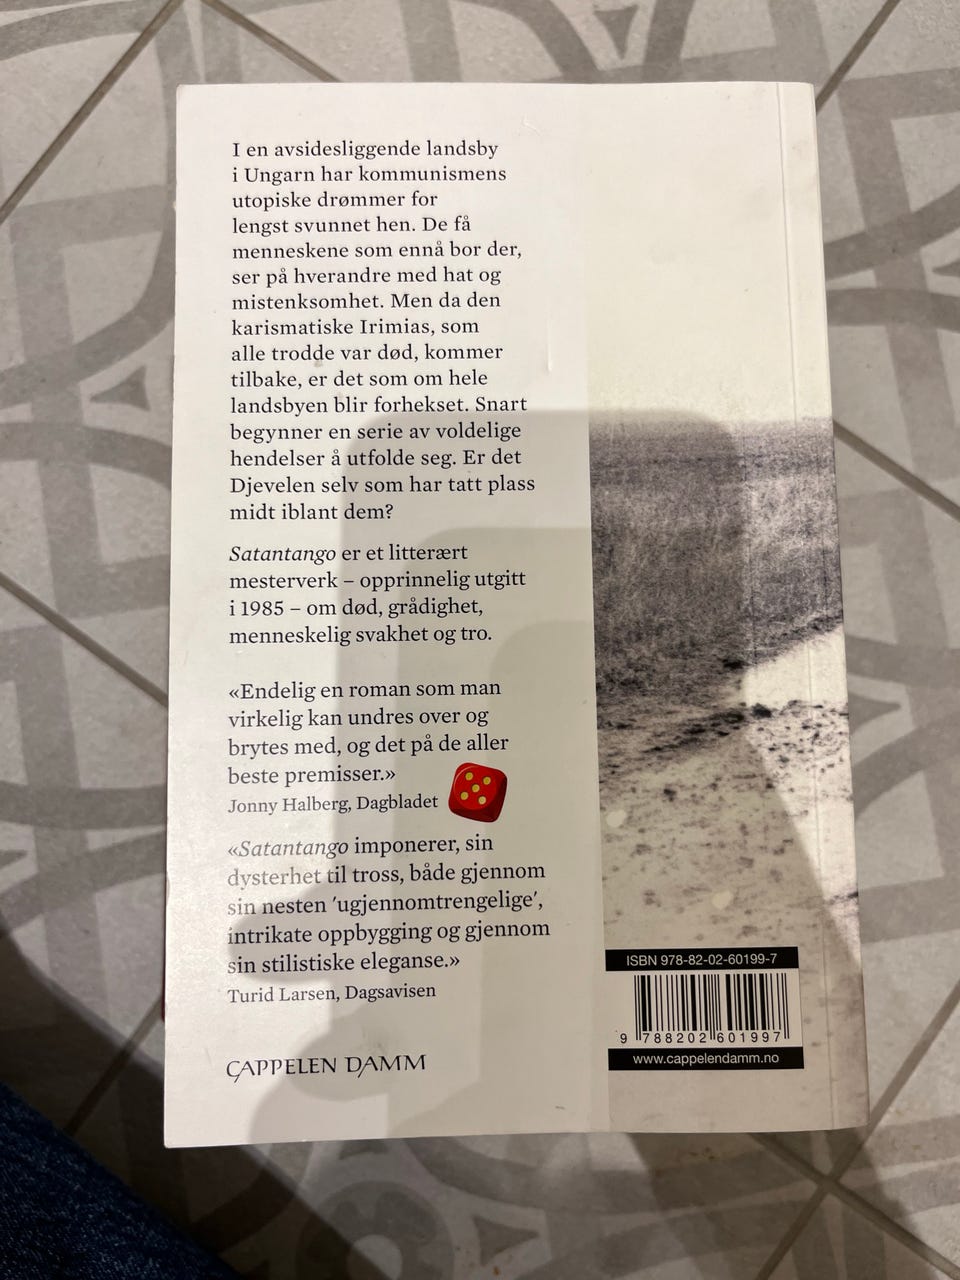 I en avsidesliggende landsby
i Ungarn har kommunismens
utopiske drømmer for
lengst svunnet hen. De få
menneskene som ennå bor der,
ser på hverandre med hat og
mistenksomhet. Men da den
karismatiske Irimias, som
alle trodde var død, kommer
tilbake, er det som om hele
landsbyen blir forhekset. Snart
begynner en serie av voldelige
hendelser å utfolde seg. Er det
Djevelen selv som har tatt plass
midt iblant dem?
Satantango er et litterært
mesterverk – opprinnelig utgitt
i 1985 – om død, grådighet,
menneskelig svakhet og tro.
«Endelig en roman som man
virkelig kan undres over og
brytes med, og det på de aller
beste premisser.»
Jonny Halberg, Dagbladet
«Satantango imponerer, sin
dysterhet til tross, både gjennom
sin nesten 'ugjennomtrengelige',
intrikate oppbygging og gjennom
sin stilistiske eleganse.»
Turid Larsen, Dagsavisen
CAPPELEN DAMM
ISBN 978-82-02-60199-7
9 788202 601997
www.cappelendamm.no